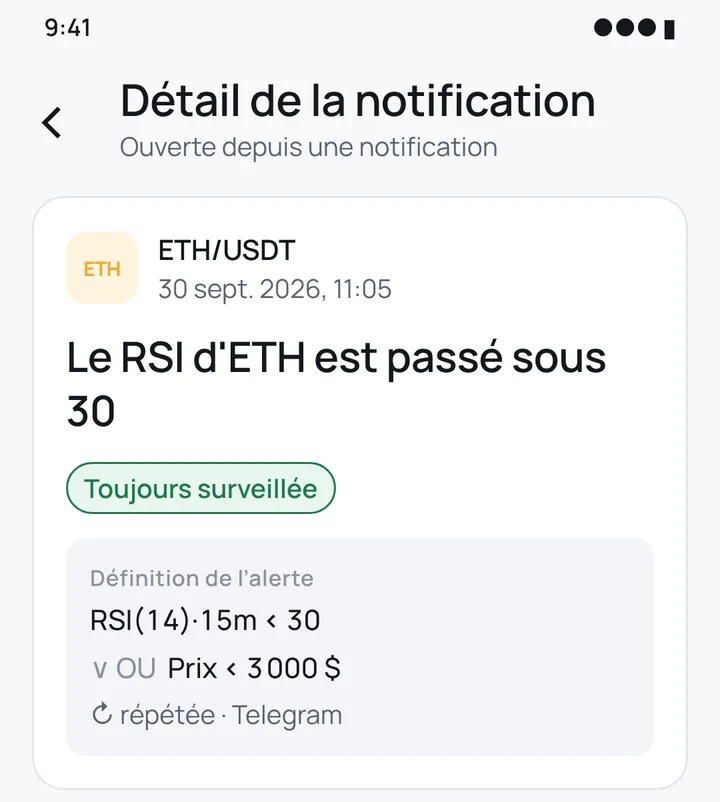 9:41
Détail de la notification
Ouverte depuis une notification
ETH
ETH/USDT
30 sept. 2026, 11:05
Le RSI d'ETH est passé sous
30
Toujours surveillée
Définition de l’alerte
RSI(14)·15m < 30
∨ OU Prix < 3 000 $
↻ répétée · Telegram